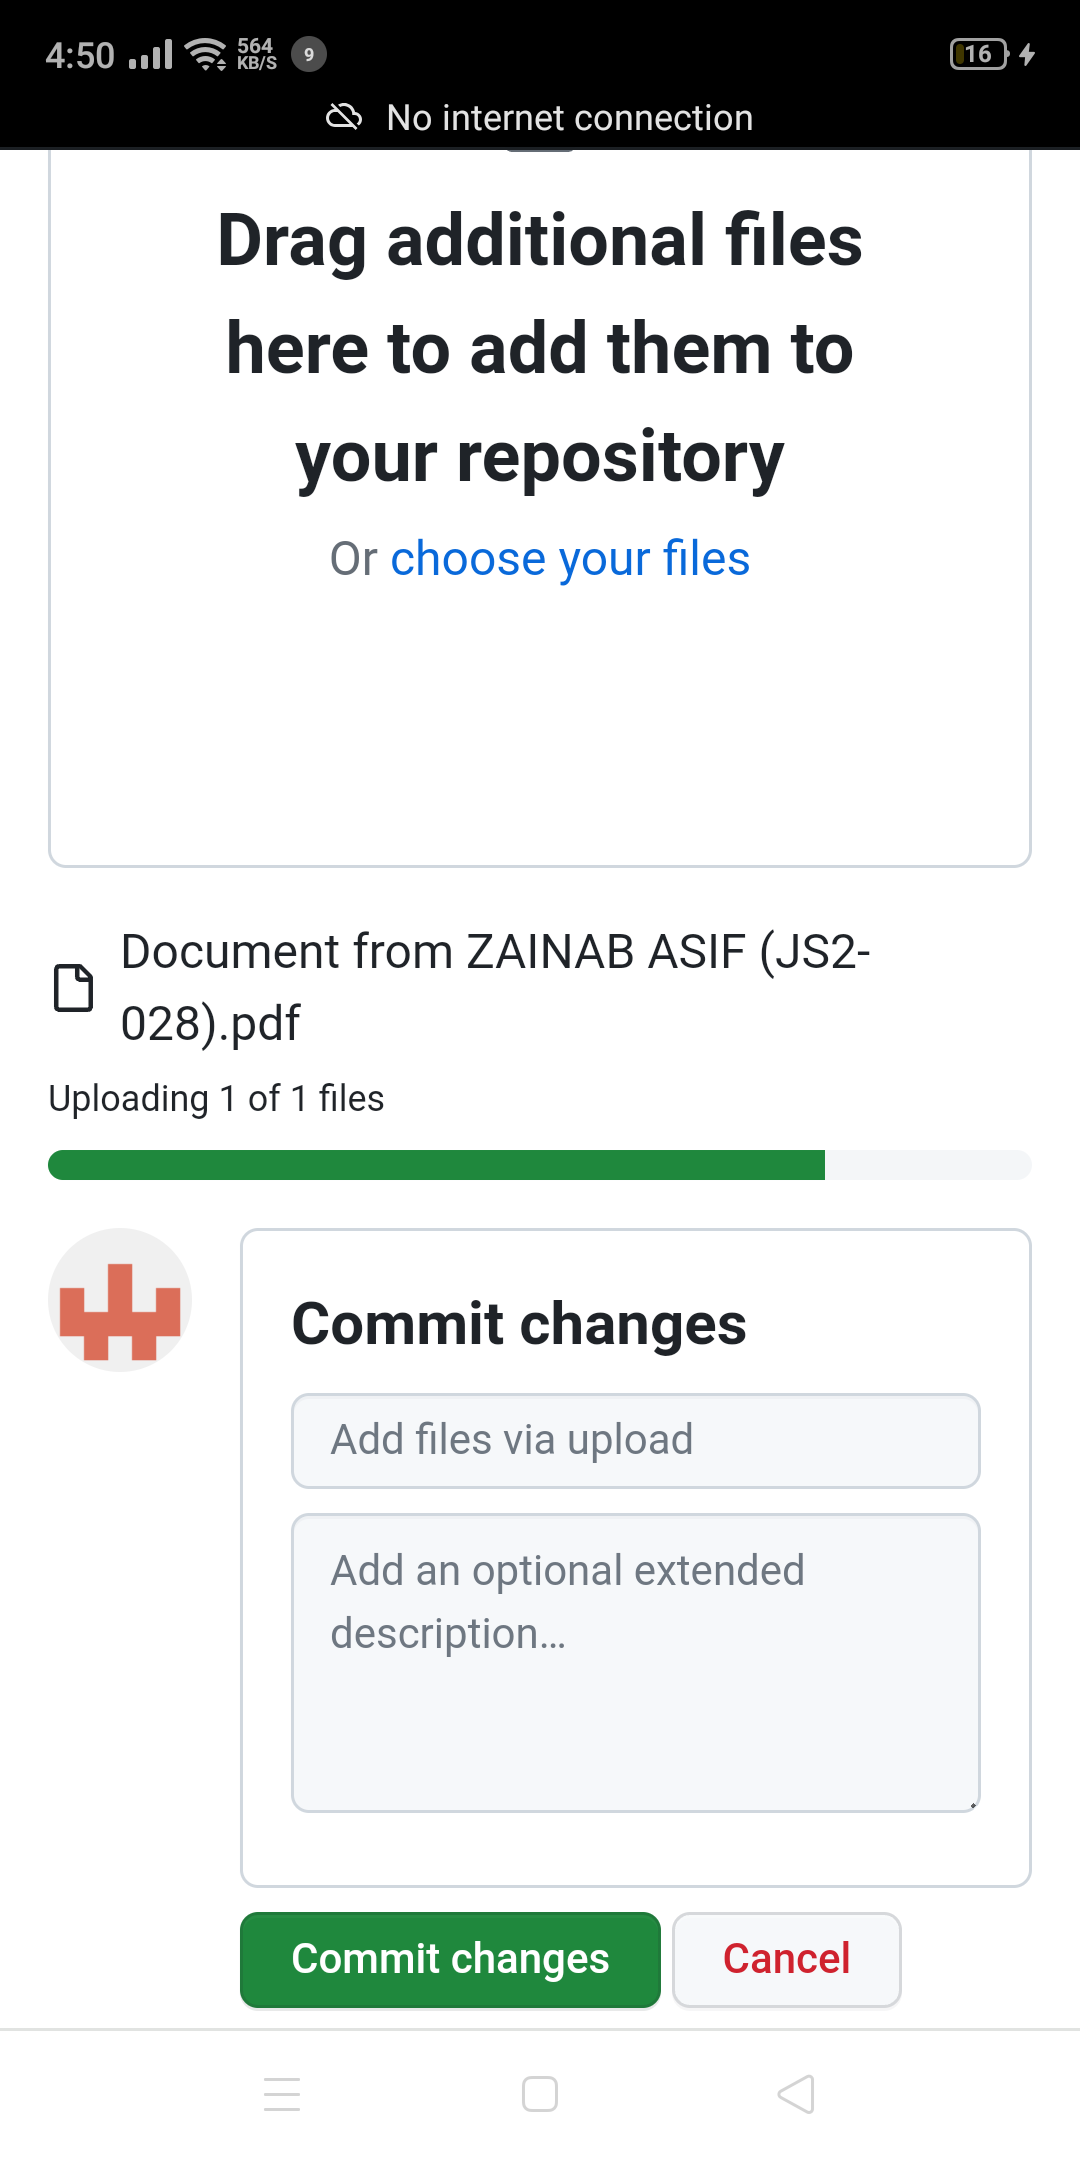 4:50 564 KB/S 9 16
No internet connection
Drag additional files
here to add them to
your repository
Or choose your files
Document from ZAINAB ASIF (JS2-
028).pdf
Uploading 1 of 1 files
Commit changes
Add files via upload
Add an optional extended
description...
Commit changes Cancel